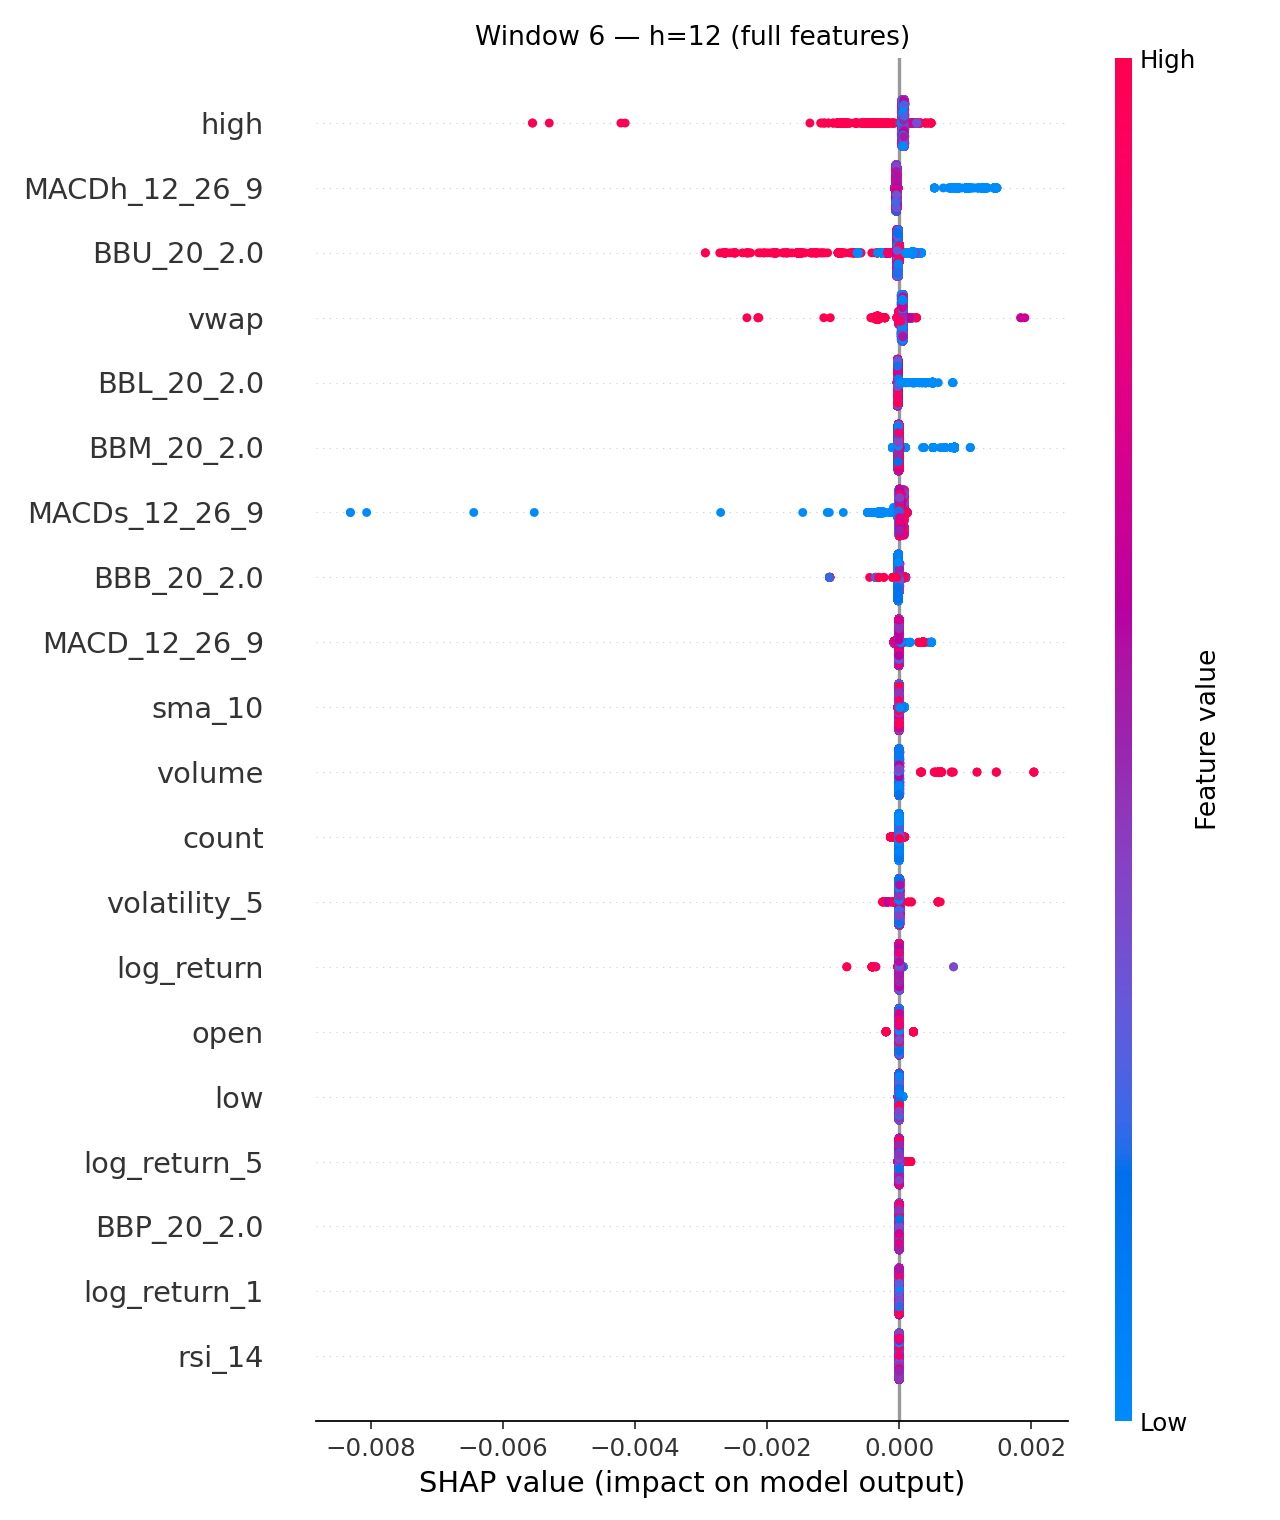 Window 6 — h=12 (full features)
High
high
MACDh_12_26_9
BBU_20_2.0
vwap
BBL_20_2.0
BBM_20_2.0
MACDs_12_26_9
BBB_20_2.0
MACD_12_26_9
sma_10
volume
count
volatility_5
log_return
open
low
log_return_5
BBP_20_2.0
log_return_1
rsi_14
Feature value
Low
−0.008 −0.006 −0.004 −0.002 0.000 0.002
SHAP value (impact on model output)